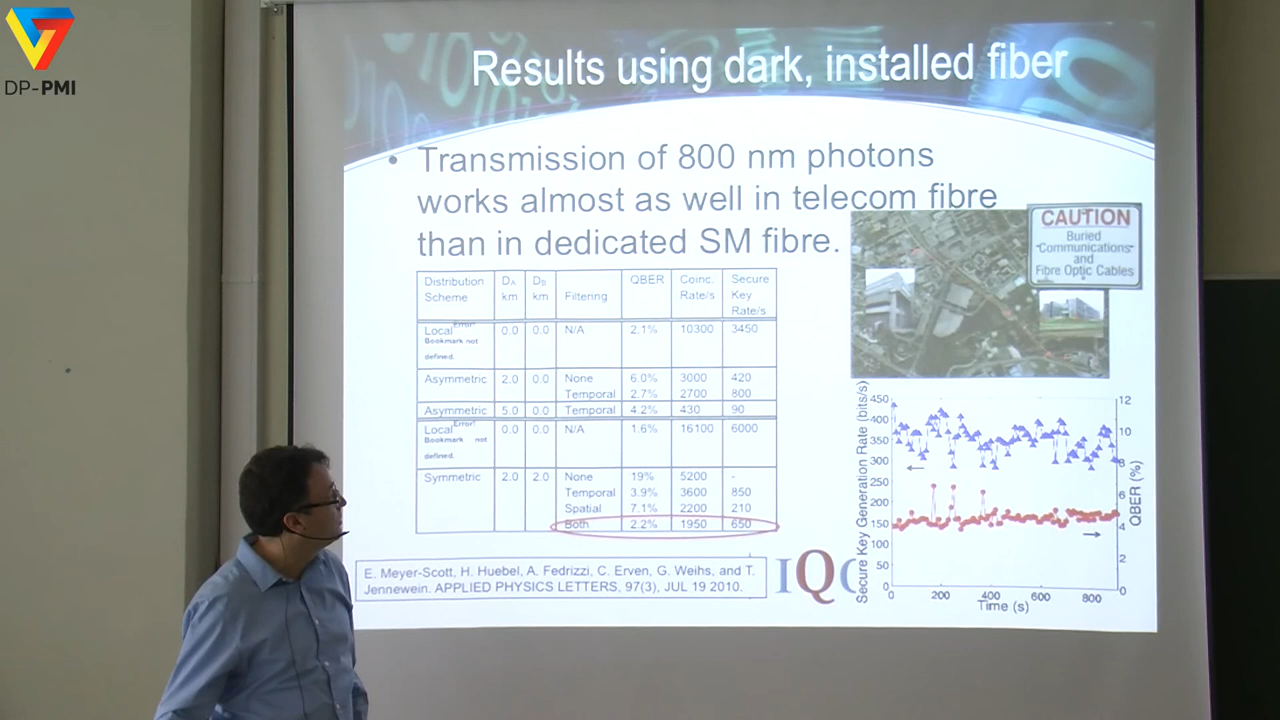 DP-PMI
Results using dark, installed fiber
• Transmission of 800 nm photons
works almost as well in telecom fibre
than in dedicated SM fibre.
CAUTION
Buried
Communications
and
Fibre Optic Cables
Distribution Scheme DA km DB km Filtering QBER Coinc. Rate/s Secure Key Rate/s
Local Error! Bookmark not defined. 0.0 0.0 N/A 2.1% 10300 3450
Asymmetric 2.0 0.0 None 6.0% 3000 420
Temporal 2.7% 2700 800
Asymmetric 5.0 0.0 Temporal 4.2% 430 90
Local Error! Bookmark not defined. 0.0 0.0 N/A 1.6% 16100 6000
Symmetric 2.0 2.0 None 19% 5200 -
Temporal 3.9% 3600 850
Spatial 7.1% 2200 210
Both 2.2% 1950 650
E. Meyer-Scott, H. Huebel, A. Fedrizzi, C. Erven, G. Weihs, and T.
Jennewein. APPLIED PHYSICS LETTERS, 97(3), JUL 19 2010.
IQC
Secure Key Generation Rate (bits/s)
450
400
350
300
250
200
150
100
50
0
0 200 400 600 800
Time (s)
12
10
8
6
4
2
0
QBER (%)